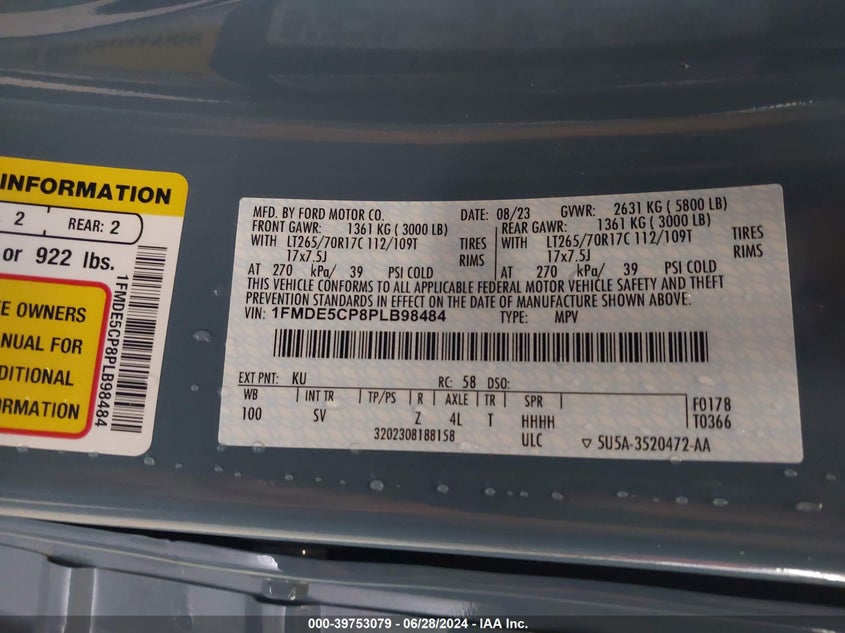 INFORMATION
2 REAR: 2
or 922 lbs.
E OWNERS
MANUAL FOR
DITIONAL
ORMATION
1FMDE5CP8PLB98484
MFD. BY FORD MOTOR CO. DATE: 08/23 GVWR: 2631 KG ( 5800 LB)
FRONT GAWR: 1361 KG ( 3000 LB) REAR GAWR: 1361 KG ( 3000 LB)
WITH LT265/70R17C 112/109T TIRES WITH LT265/70R17C 112/109T TIRES
17x7.5J RIMS 17x7.5J RIMS
AT 270 kPa/ 39 PSI COLD AT 270 kPa/ 39 PSI COLD
THIS VEHICLE CONFORMS TO ALL APPLICABLE FEDERAL MOTOR VEHICLE SAFETY AND THEFT
PREVENTION STANDARDS IN EFFECT ON THE DATE OF MANUFACTURE SHOWN ABOVE:
VIN: 1FMDE5CP8PLB98484 TYPE: MPV
EXT PNT: KU RC: 58 DSO:
WB INT TR TP/PS R AXLE TR SPR F0178
100 SV Z 4L T HHHH T0366
3202308188158 ULC ▽ 5U5A-3520472-AA
000-39753079 / 06/28/2024 - IAA Inc.